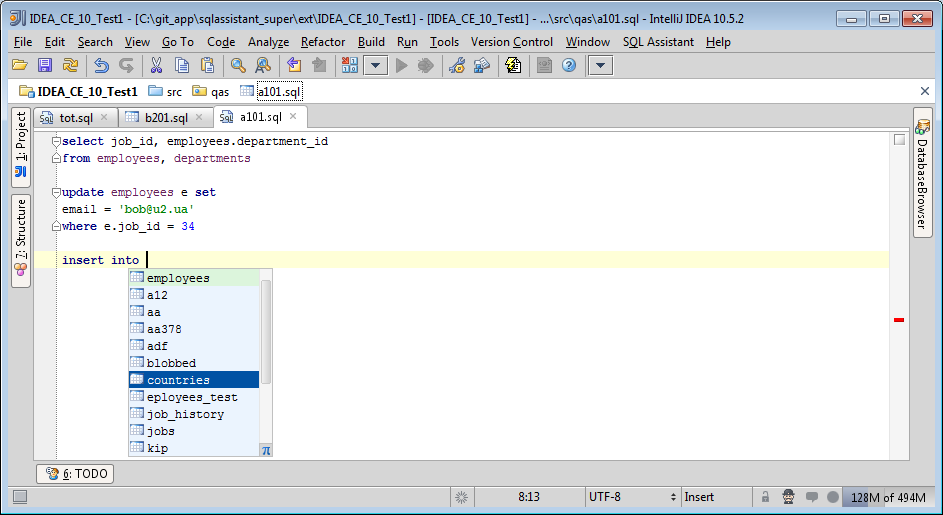 IDEA_CE_10_Test1 - [C:\git_app\sqlassistant_super\ext\IDEA_CE_10_Test1] - [IDEA_CE_10_Test1] - ...\src\qas\a101.sql - IntelliJ IDEA 10.5.2
File Edit Search View Go To Code Analyze Refactor Build Run Tools Version Control Window SQL Assistant Help
IDEA_CE_10_Test1 src qas a101.sql
1: Project
7: Structure
tot.sql b201.sql a101.sql
select job_id, employees.department_id
from employees, departments
update employees e set
email = 'bob@u2.ua'
where e.job_id = 34
insert into
employees
a12
aa
aa378
adf
blobbed
countries
eployees_test
job_history
jobs
kip
π
DatabaseBrowser
6: TODO
8:13 UTF-8 Insert 128M of 494M